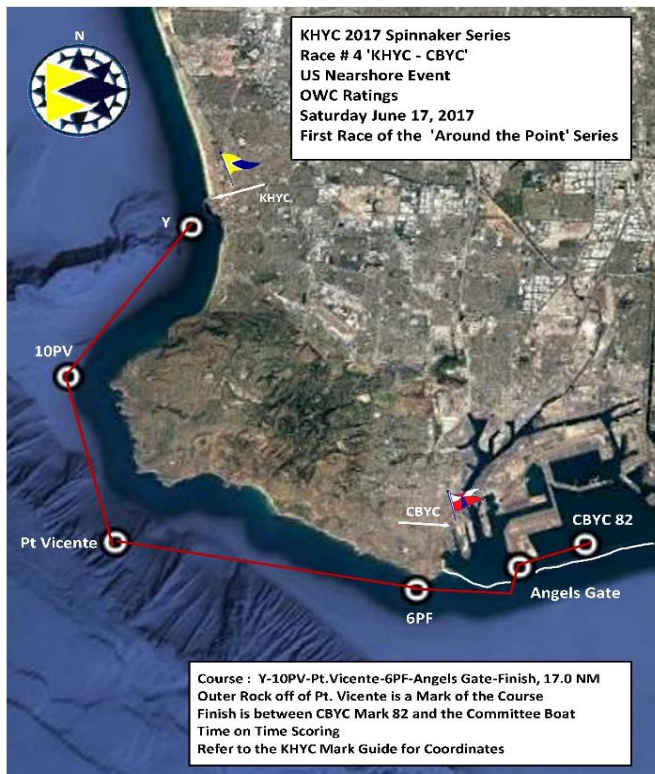 N
KHYC 2017 Spinnaker Series
Race # 4 'KHYC - CBYC'
US Nearshore Event
OWC Ratings
Saturday June 17, 2017
First Race of the 'Around the Point' Series
KHYC
Y
10PV
Pt Vicente
CBYC
CBYC 82
Angels Gate
6PF
Course : Y-10PV-Pt.Vicente-6PF-Angels Gate-Finish, 17.0 NM
Outer Rock off of Pt. Vicente is a Mark of the Course
Finish is between CBYC Mark 82 and the Committee Boat
Time on Time Scoring
Refer to the KHYC Mark Guide for Coordinates